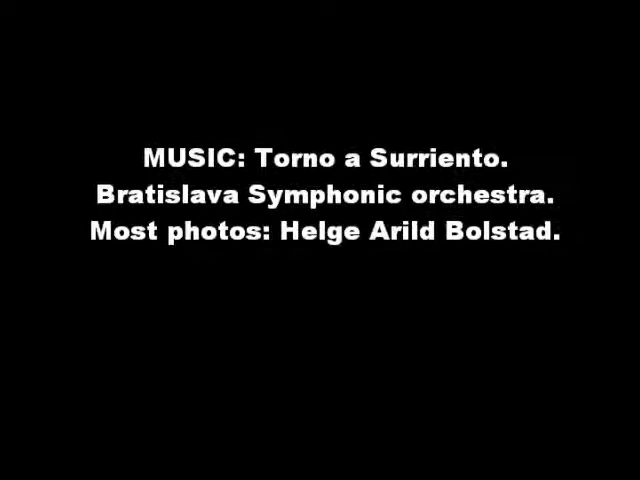 MUSIC: Torno a Surriento.
Bratislava Symphonic orchestra.
Most photos: Helge Arild Bolstad.